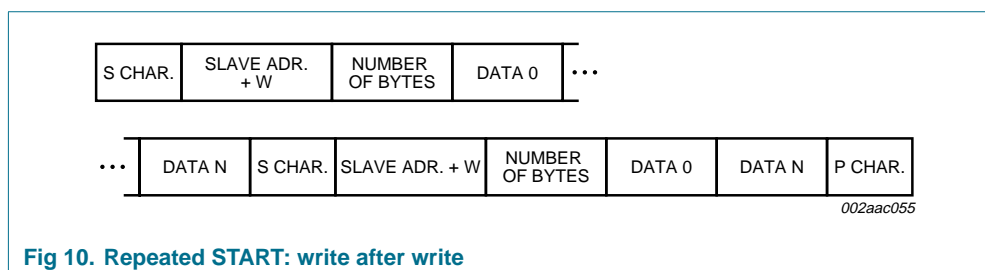 S CHAR. SLAVE ADR. + W NUMBER OF BYTES DATA 0 ...
... DATA N S CHAR. SLAVE ADR. + W NUMBER OF BYTES DATA 0 DATA N P CHAR.
002aac055
Fig 10. Repeated START: write after write